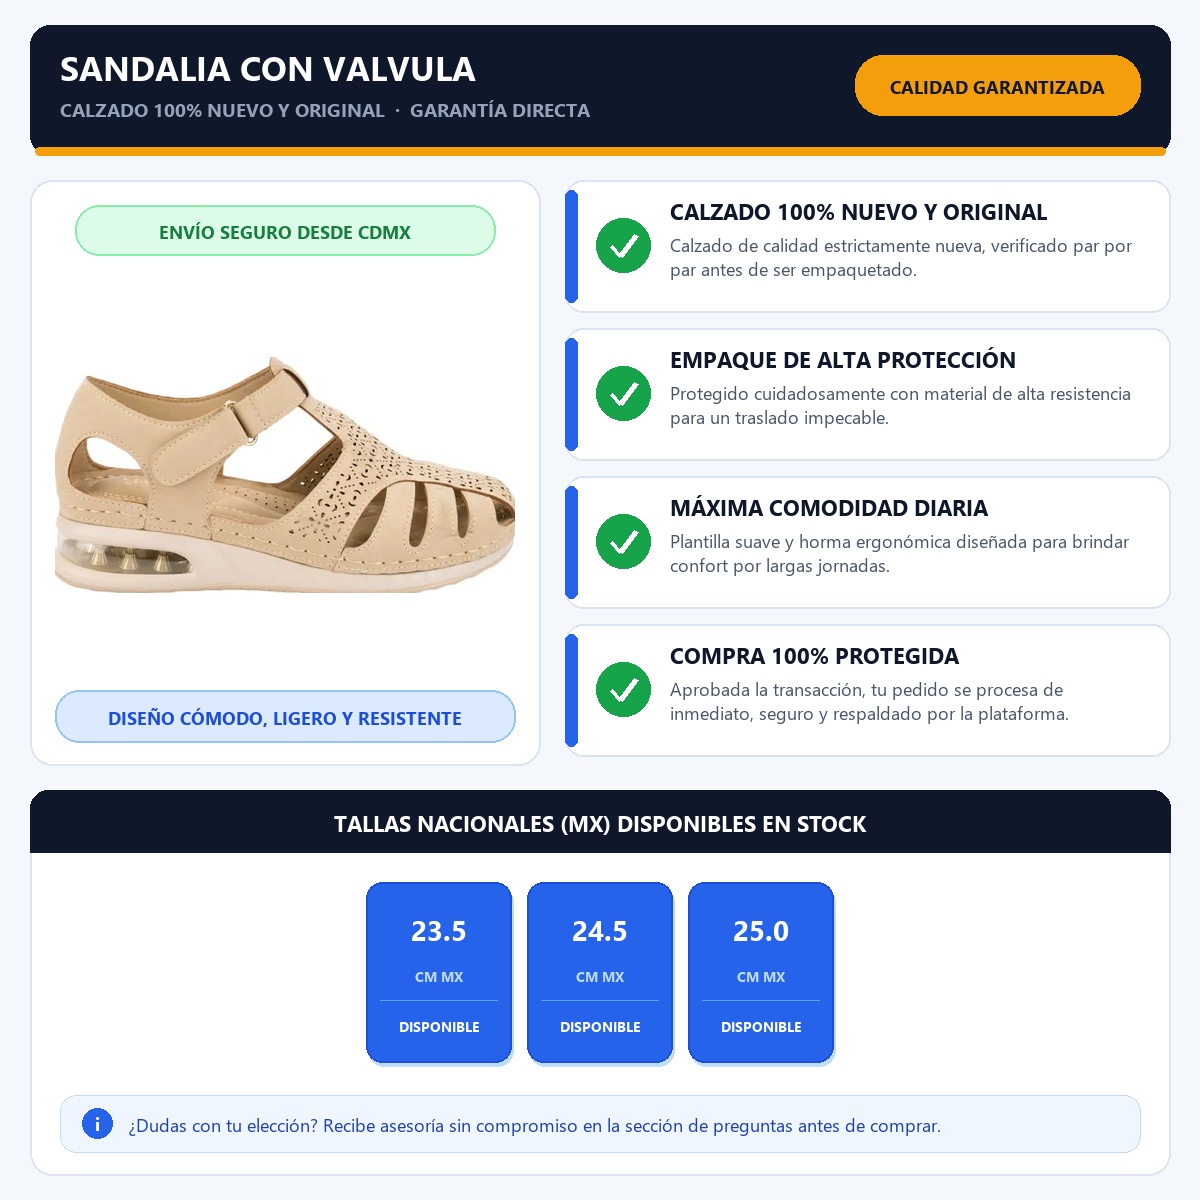 SANDALIA CON VALVULA
CALZADO 100% NUEVO Y ORIGINAL · GARANTÍA DIRECTA
CALIDAD GARANTIZADA
ENVÍO SEGURO DESDE CDMX
DISEÑO CÓMODO, LIGERO Y RESISTENTE
CALZADO 100% NUEVO Y ORIGINAL
Calzado de calidad estrictamente nueva, verificado par por
par antes de ser empaquetado.
EMPAQUE DE ALTA PROTECCIÓN
Protegido cuidadosamente con material de alta resistencia
para un traslado impecable.
MÁXIMA COMODIDAD DIARIA
Plantilla suave y horma ergonómica diseñada para brindar
confort por largas jornadas.
COMPRA 100% PROTEGIDA
Aprobada la transacción, tu pedido se procesa de
inmediato, seguro y respaldado por la plataforma.
TALLAS NACIONALES (MX) DISPONIBLES EN STOCK
23.5
CM MX
DISPONIBLE
24.5
CM MX
DISPONIBLE
25.0
CM MX
DISPONIBLE
¿Dudas con tu elección? Recibe asesoría sin compromiso en la sección de preguntas antes de comprar.